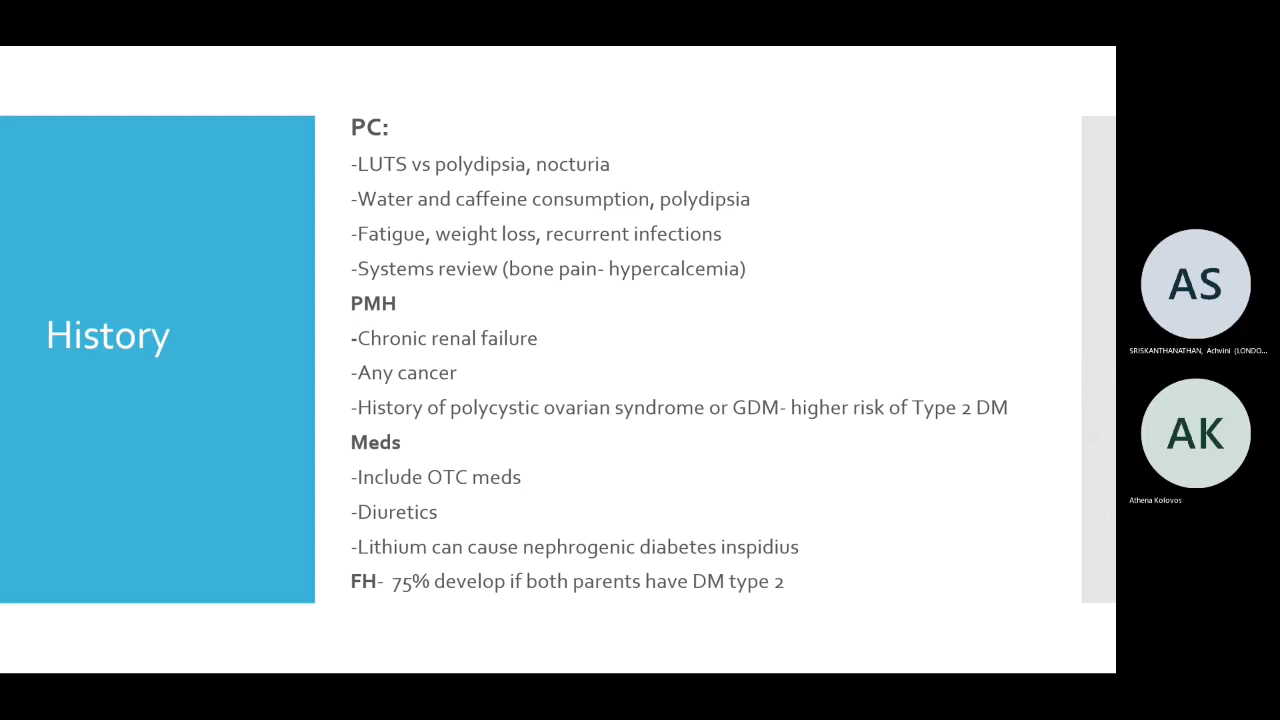 History
PC:
-LUTS vs polydipsia, nocturia
-Water and caffeine consumption, polydipsia
-Fatigue, weight loss, recurrent infections
-Systems review (bone pain- hypercalcemia)
PMH
-Chronic renal failure
-Any cancer
-History of polycystic ovarian syndrome or GDM- higher risk of Type 2 DM
Meds
-Include OTC meds
-Diuretics
-Lithium can cause nephrogenic diabetes inspidius
FH- 75% develop if both parents have DM type 2
AS
SRISKANTHANATHAN, Achvini (LONDO...
AK
Athena Kolovos